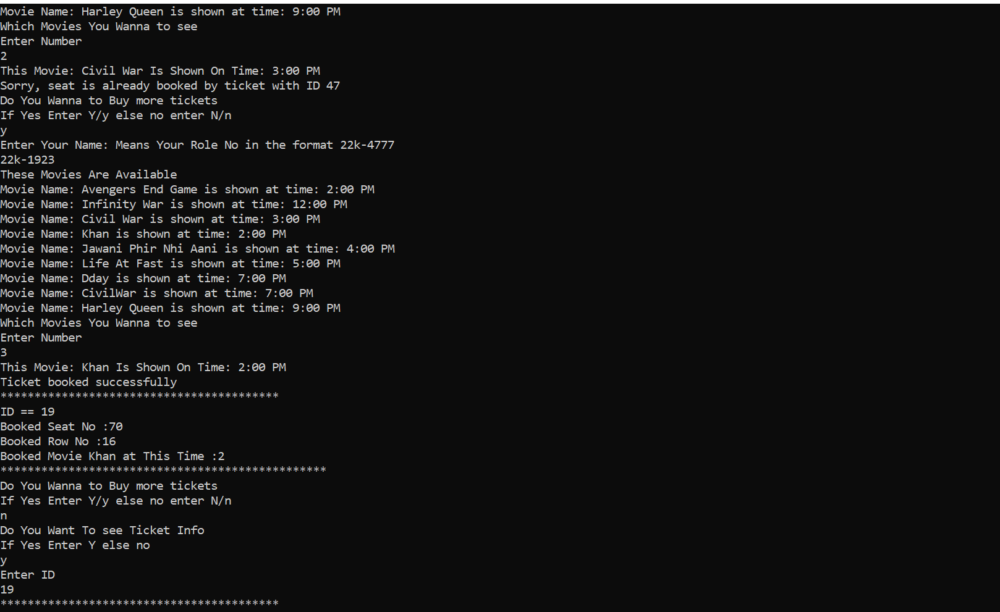 Movie Name: Harley Queen is shown at time: 9:00 PM
Which Movies You Wanna to see
Enter Number
2
This Movie: Civil War Is Shown On Time: 3:00 PM
Sorry, seat is already booked by ticket with ID 47
Do You Wanna to Buy more tickets
If Yes Enter Y/y else no enter N/n
y
Enter Your Name: Means Your Role No in the format 22k-4777
22k-1923
These Movies Are Available
Movie Name: Avengers End Game is shown at time: 2:00 PM
Movie Name: Infinity War is shown at time: 12:00 PM
Movie Name: Civil War is shown at time: 3:00 PM
Movie Name: Khan is shown at time: 2:00 PM
Movie Name: Jawani Phir Nhi Aani is shown at time: 4:00 PM
Movie Name: Life At Fast is shown at time: 5:00 PM
Movie Name: Dday is shown at time: 7:00 PM
Movie Name: CivilWar is shown at time: 7:00 PM
Movie Name: Harley Queen is shown at time: 9:00 PM
Which Movies You Wanna to see
Enter Number
3
This Movie: Khan Is Shown On Time: 2:00 PM
Ticket booked successfully
*****************************************
ID == 19
Booked Seat No :70
Booked Row No :16
Booked Movie Khan at This Time :2
************************************************
Do You Wanna to Buy more tickets
If Yes Enter Y/y else no enter N/n
n
Do You Want To see Ticket Info
If Yes Enter Y else no
y
Enter ID
19
*****************************************